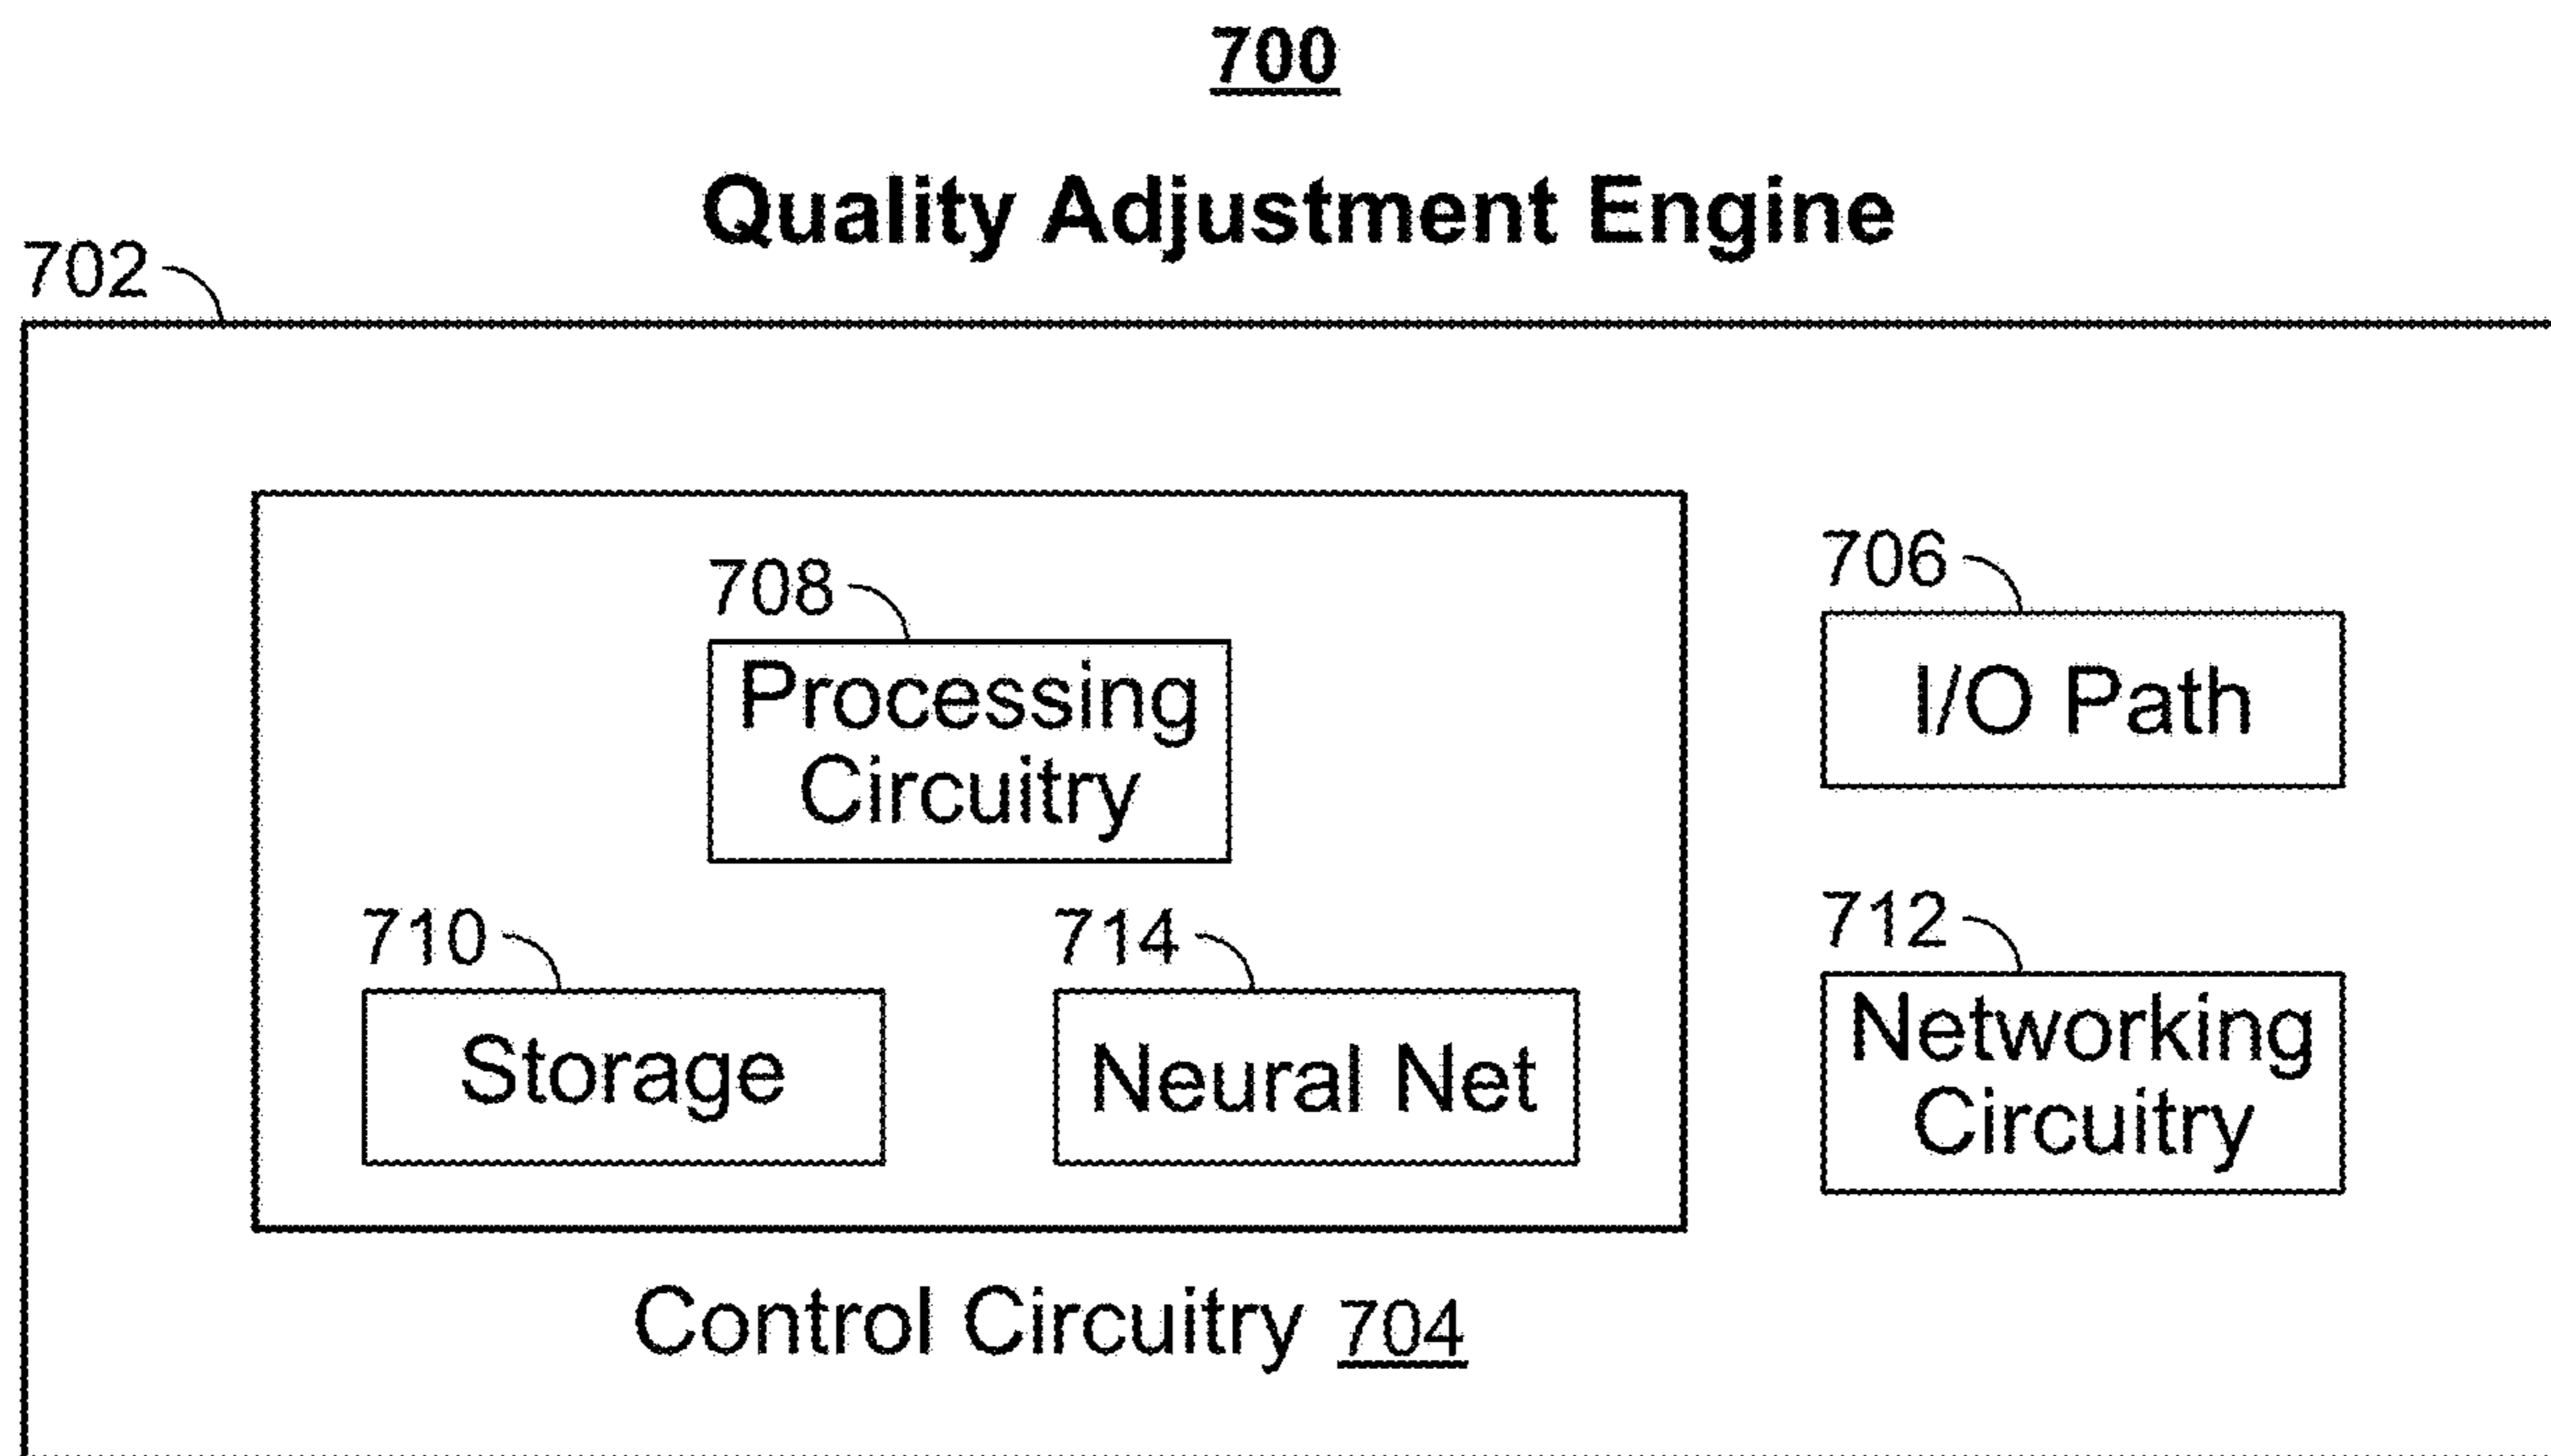 700
Quality Adjustment Engine
702
708
Processing
Circuitry
706
I/O Path
710
Storage
714
Neural Net
712
Networking
Circuitry
Control Circuitry 704